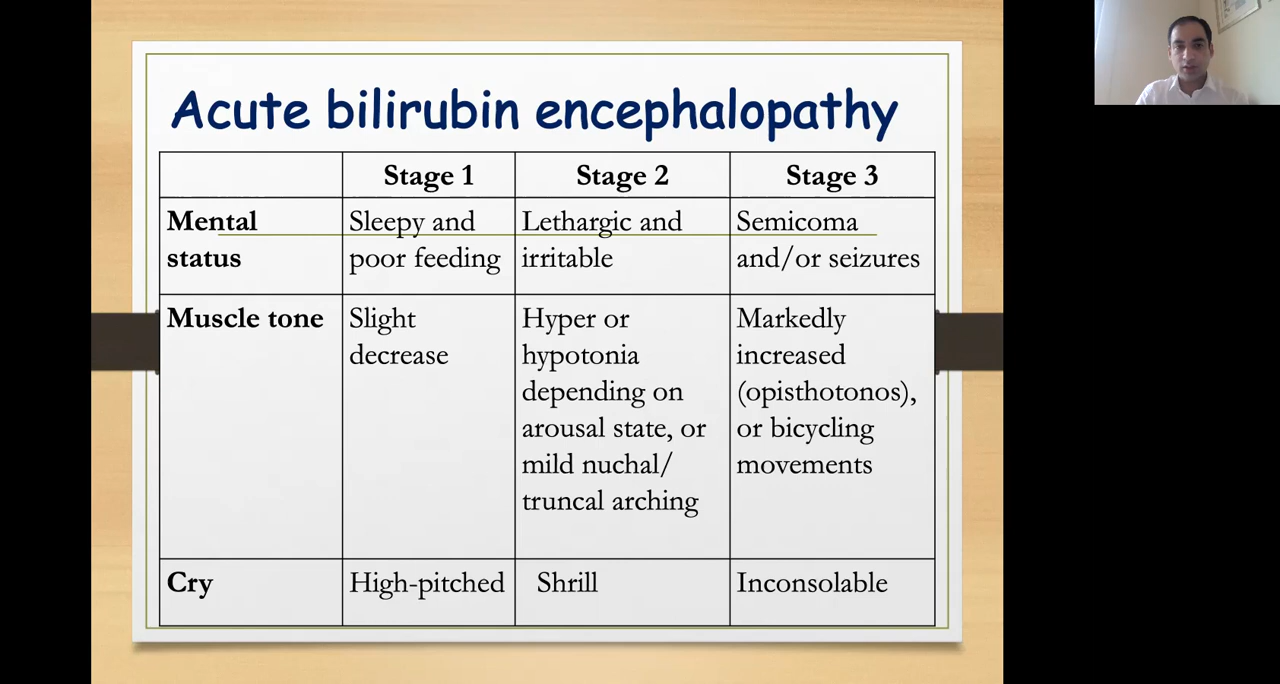 Acute bilirubin encephalopathy
Stage 1
Stage 2
Stage 3
Mental
status
Sleepy and
poor feeding
Lethargic and
irritable
Semicoma
and/or seizures
Muscle tone
Slight
decrease
Hyper or
hypotonia
depending on
arousal state, or
mild nuchal/
truncal arching
Markedly
increased
(opisthotonos),
or bicycling
movements
Cry
High-pitched
Shrill
Inconsolable